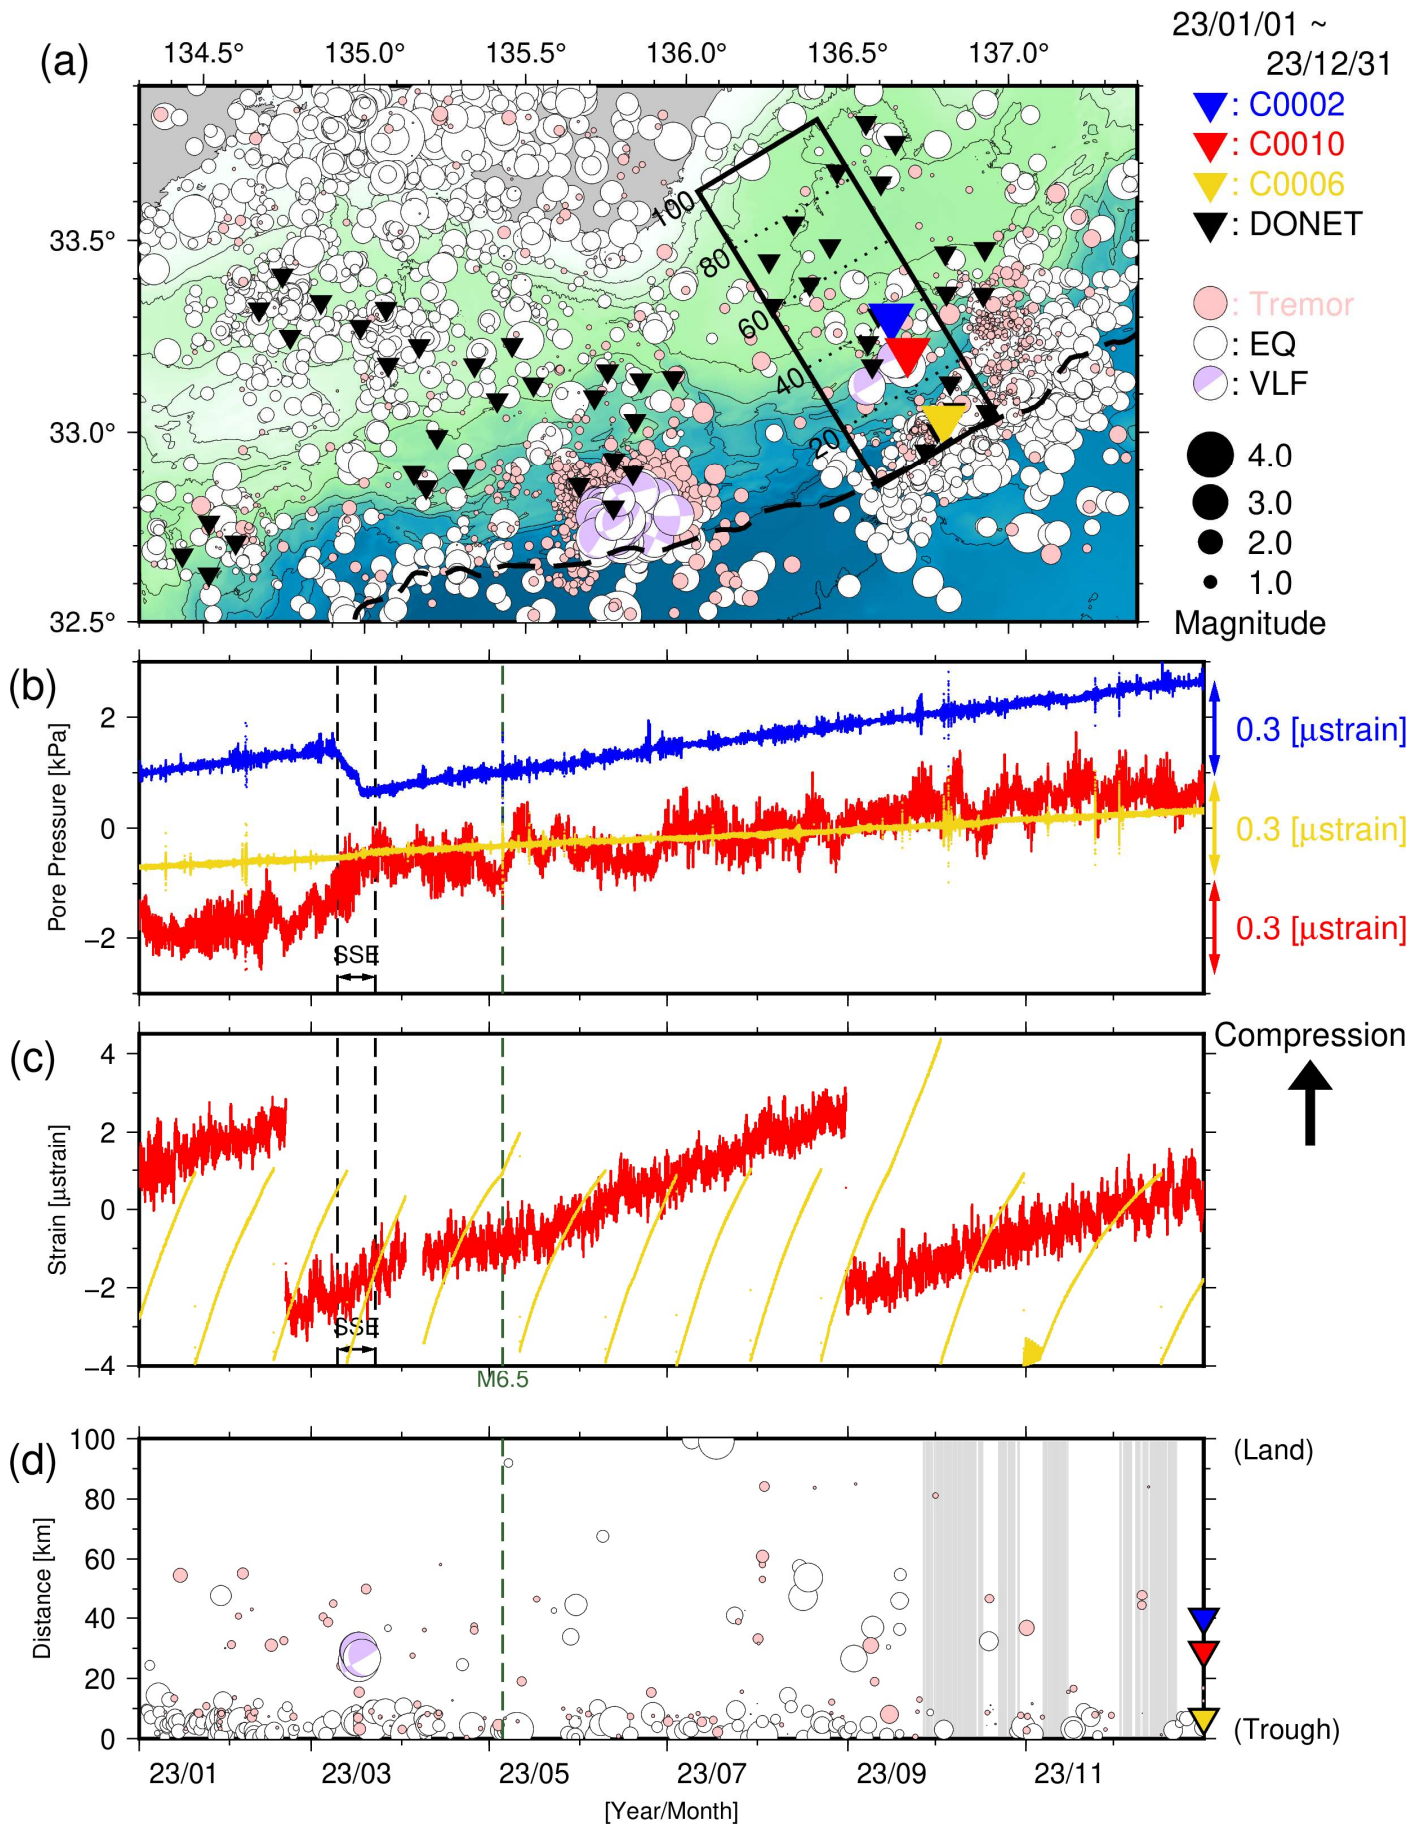 (a)
134.5° 135.0° 135.5° 136.0° 136.5° 137.0°
23/01/01 ~
23/12/31
: C0002
: C0010
: C0006
: DONET
: Tremor
: EQ
: VLF
4.0
3.0
2.0
1.0
Magnitude
33.5°
33.0°
32.5°
100
80
60
40
20
(b)
Pore Pressure [kPa]
2
0
−2
SSE
0.3 [μstrain]
0.3 [μstrain]
0.3 [μstrain]
(c)
Strain [μstrain]
4
2
0
−2
−4
SSE
M6.5
Compression
(d)
Distance [km]
100
80
60
40
20
0
(Land)
(Trough)
23/01 23/03 23/05 23/07 23/09 23/11
[Year/Month]